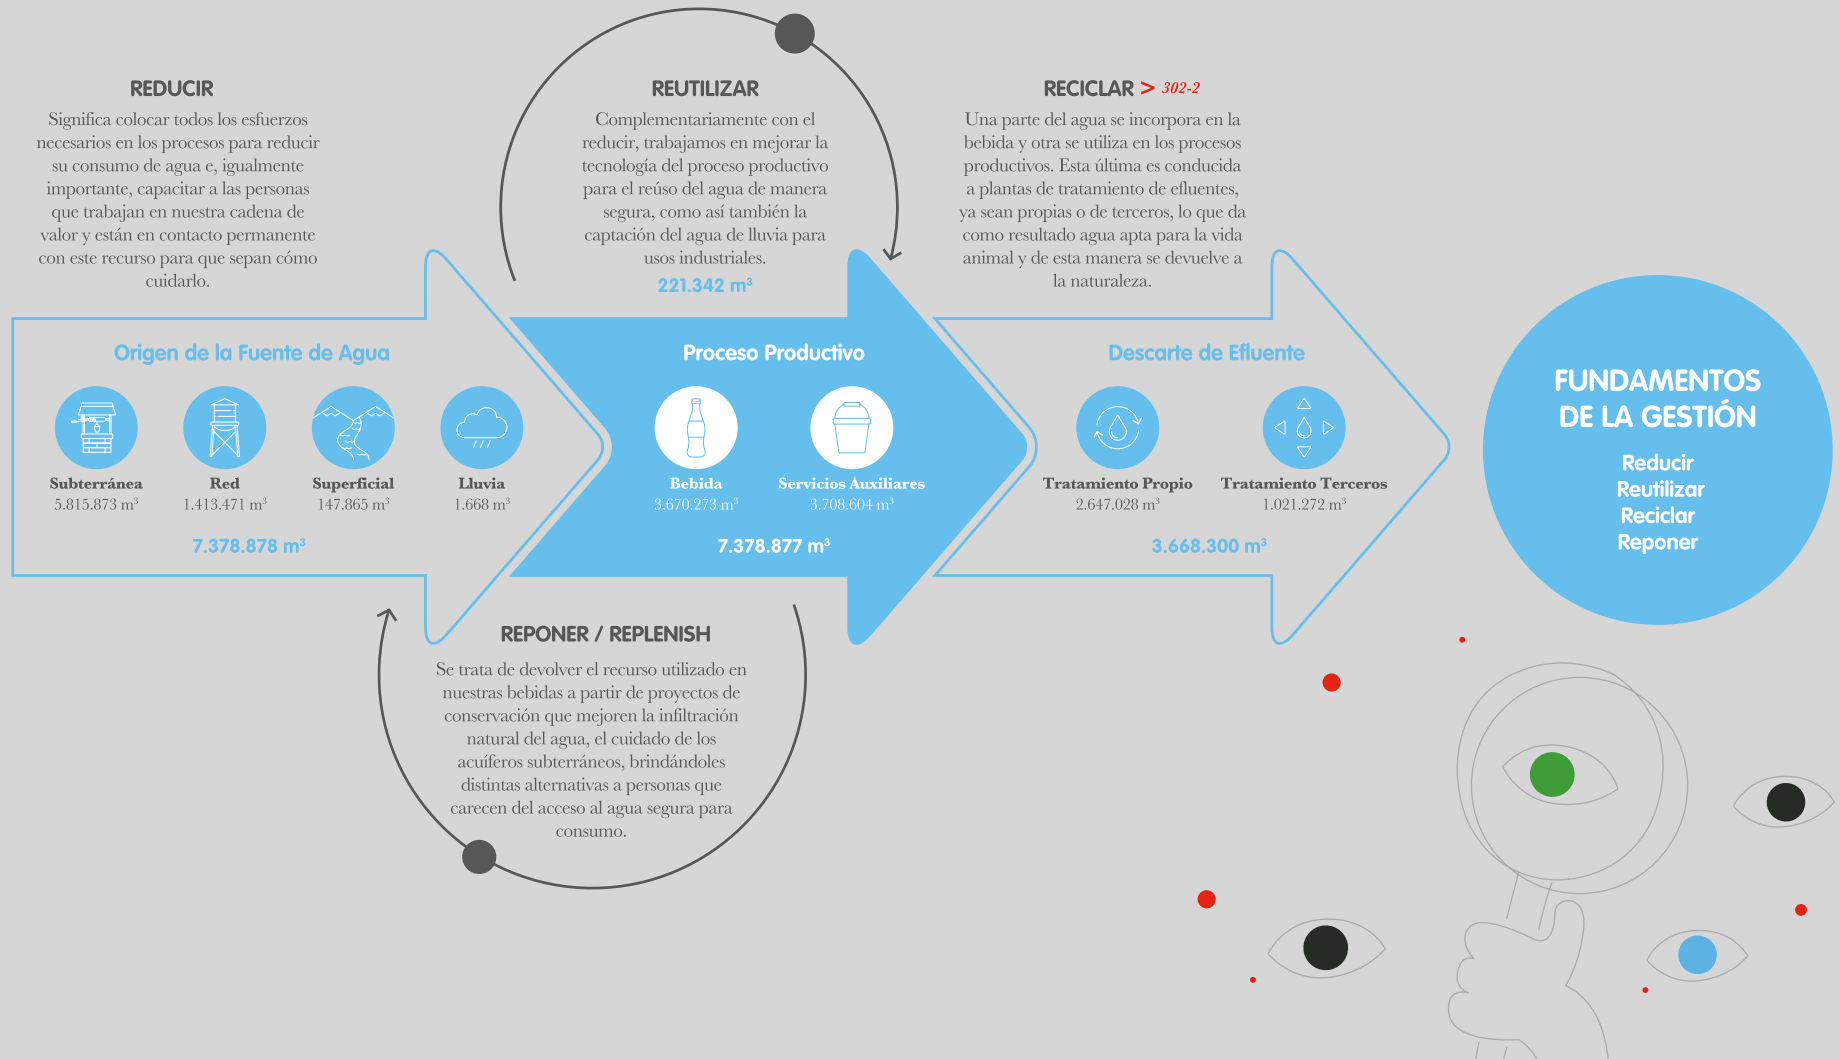 REDUCIR
Significa colocar todos los esfuerzos
necesarios en los procesos para reducir
su consumo de agua e, igualmente
importante, capacitar a las personas
que trabajan en nuestra cadena de
valor y están en contacto permanente
con este recurso para que sepan cómo
cuidarlo.
REUTILIZAR
Complementariamente con el
reducir, trabajamos en mejorar la
tecnología del proceso productivo
para el reúso del agua de manera
segura, como así también la
captación del agua de lluvia para
usos industriales.
221.342 m³
RECICLAR > 302-2
Una parte del agua se incorpora en la
bebida y otra se utiliza en los procesos
productivos. Esta última es conducida
a plantas de tratamiento de efluentes,
ya sean propias o de terceros, lo que da
como resultado agua apta para la vida
animal y de esta manera se devuelve a
la naturaleza.
Origen de la Fuente de Agua
Subterránea
5.815.873 m³
Red
1.413.471 m³
Superficial
147.865 m³
Lluvia
1.668 m³
7.378.878 m³
Proceso Productivo
Bebida
3.670.273 m³
Servicios Auxiliares
3.708.604 m³
7.378.877 m³
Descarte de Efluente
Tratamiento Propio
2.647.028 m³
Tratamiento Terceros
1.021.272 m³
3.668.300 m³
FUNDAMENTOS
DE LA GESTIÓN
Reducir
Reutilizar
Reciclar
Reponer
REPONER / REPLENISH
Se trata de devolver el recurso utilizado en
nuestras bebidas a partir de proyectos de
conservación que mejoren la infiltración
natural del agua, el cuidado de los
acuíferos subterráneos, brindándoles
distintas alternativas a personas que
carecen del acceso al agua segura para
consumo.